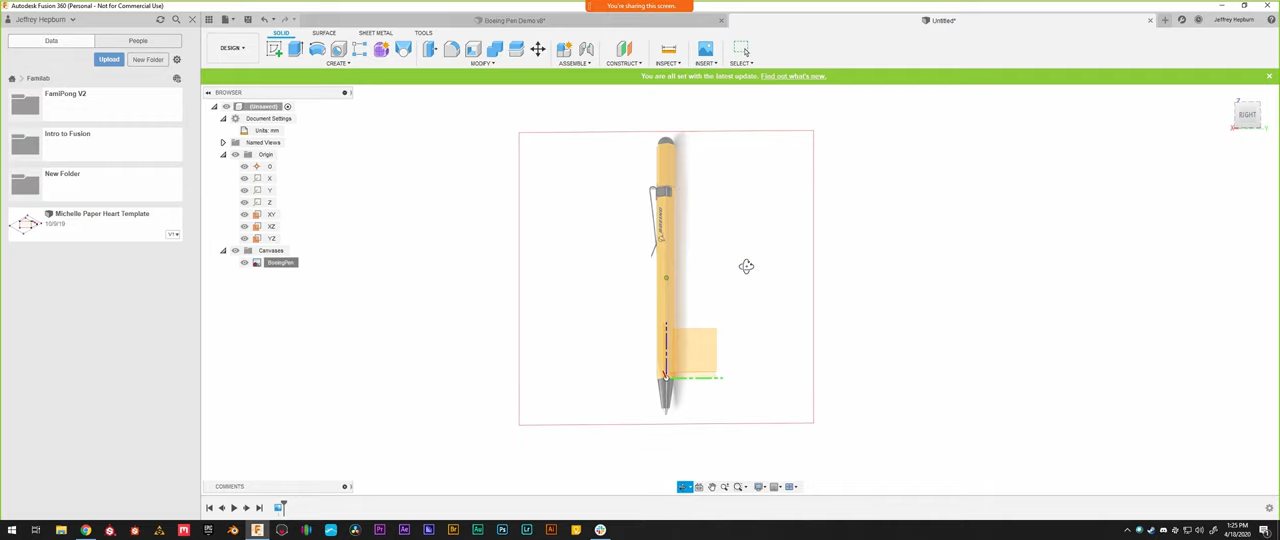 Autodesk Fusion 360 (Personal - Not for Commercial Use)
You're sharing this screen.
Jeffrey Hepburn
Boeing Pen Demo v8*
Untitled*
Jeffrey Hepburn
Data
People
Upload
New Folder
Familab
FamiPong V2
Intro to Fusion
New Folder
Michelle Paper Heart Template
10/9/19
V1
DESIGN
SOLID
SURFACE
SHEET METAL
TOOLS
CREATE
MODIFY
ASSEMBLE
CONSTRUCT
INSPECT
INSERT
SELECT
You are all set with the latest update. Find out what's new.
BROWSER
(Unsaved)
Document Settings
Units: mm
Named Views
Origin
O
X
Y
Z
XY
XZ
YZ
Canvases
BoeingPen
BOEING
Z
RIGHT
X
Y
COMMENTS
1:25 PM
4/18/2020